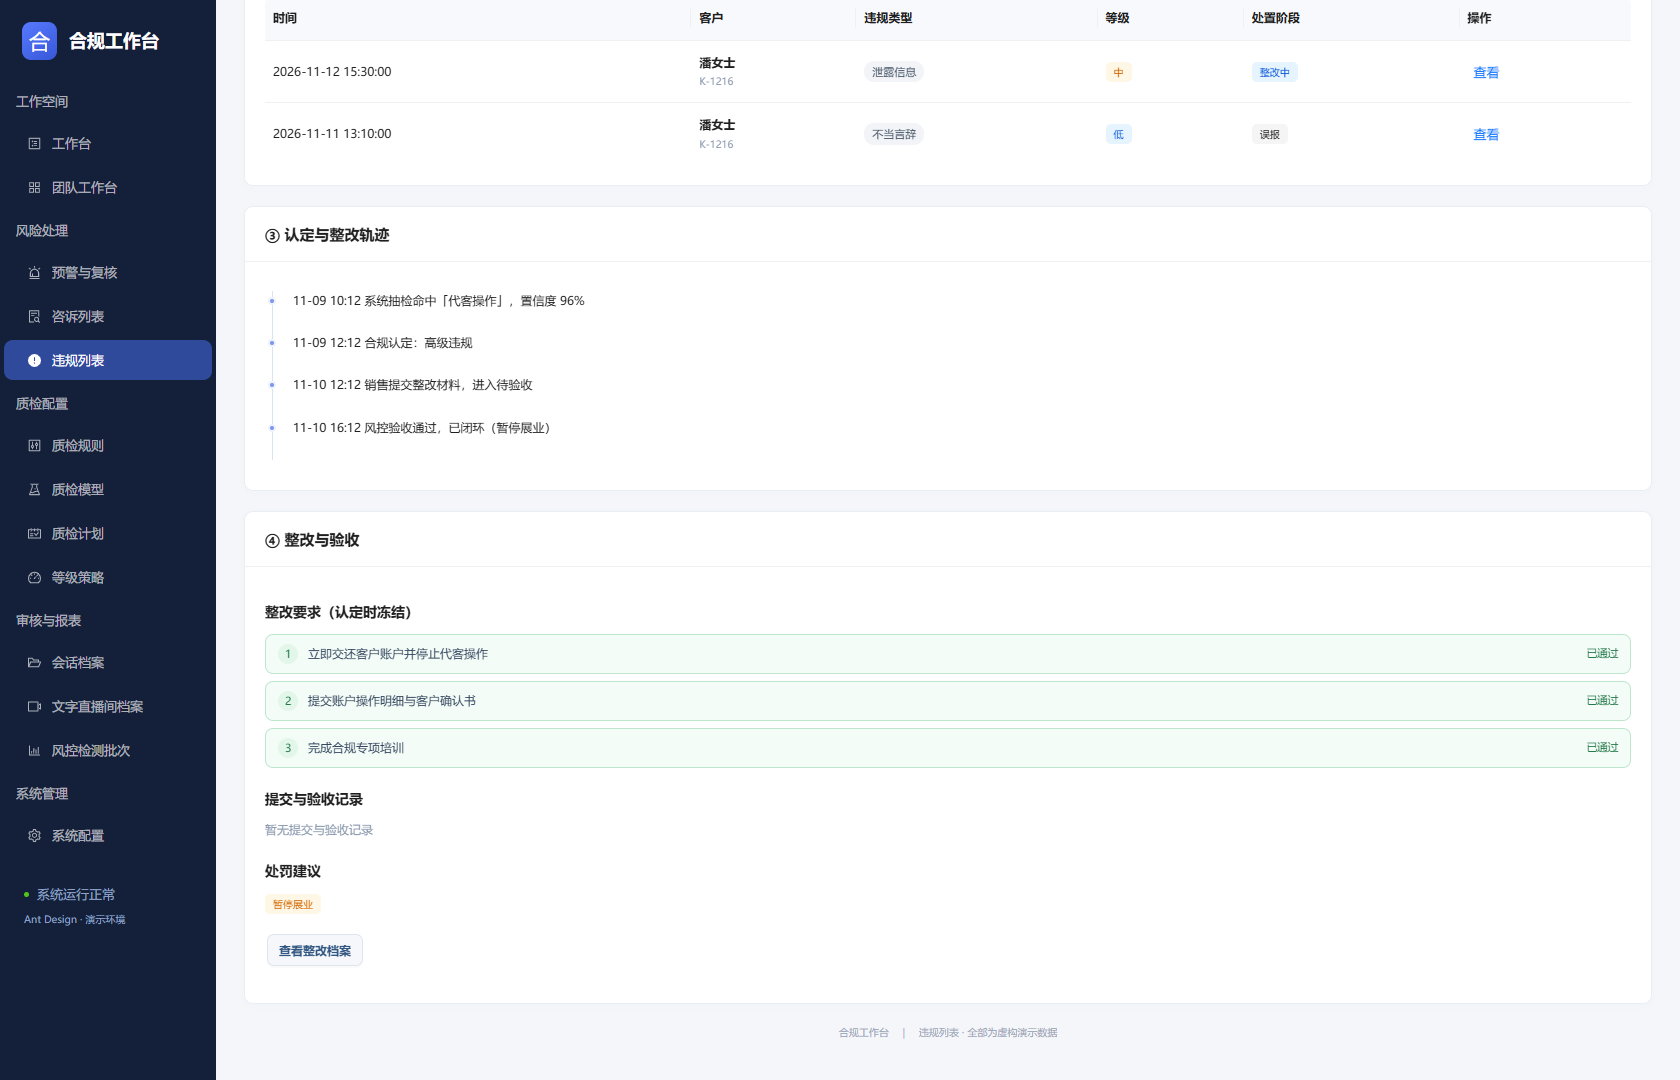 合 合规工作台
工作空间
工作台
团队工作台
风险处理
预警与复核
咨诉列表
违规列表
质检配置
质检规则
质检模型
质检计划
等级策略
审核与报表
会话档案
文字直播间档案
风控检测批次
系统管理
系统配置
系统运行正常
Ant Design · 演示环境
时间 客户 违规类型 等级 处置阶段 操作
2026-11-12 15:30:00 潘女士 K-1216 泄露信息 中 整改中 查看
2026-11-11 13:10:00 潘女士 K-1216 不当言辞 低 误报 查看
③ 认定与整改轨迹
11-09 10:12 系统抽检命中「代客操作」，置信度 96%
11-09 12:12 合规认定：高级违规
11-10 12:12 销售提交整改材料，进入待验收
11-10 16:12 风控验收通过，已闭环（暂停展业）
④ 整改与验收
整改要求（认定时冻结）
1 立即交还客户账户并停止代客操作 已通过
2 提交账户操作明细与客户确认书 已通过
3 完成合规专项培训 已通过
提交与验收记录
暂无提交与验收记录
处罚建议
暂停展业
查看整改档案
合规工作台 | 违规列表 · 全部为虚构演示数据